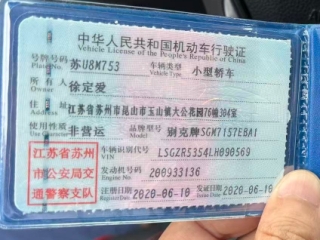 中华人民共和国机动车行驶证
Vehicle License of the People's Republic of China
号牌号码 苏U8M753 车辆类型 小型轿车
Plate No. Vehicle Type
所有人 徐定愛
Owner
住址 江苏省苏州市昆山市玉山镇大公花园76幢304室
Address
使用性质 非营运 品牌型号 别克牌SGM7157EBA1
Use Character Model
江苏省苏州
市公安局交
通警察支队
车辆识别代号 LSGZR5354LH090569
VIN
发动机号码 200933136
Engine No.
注册日期 2020-06-10 发证日期 2020-06-10
Register Date Issue Date